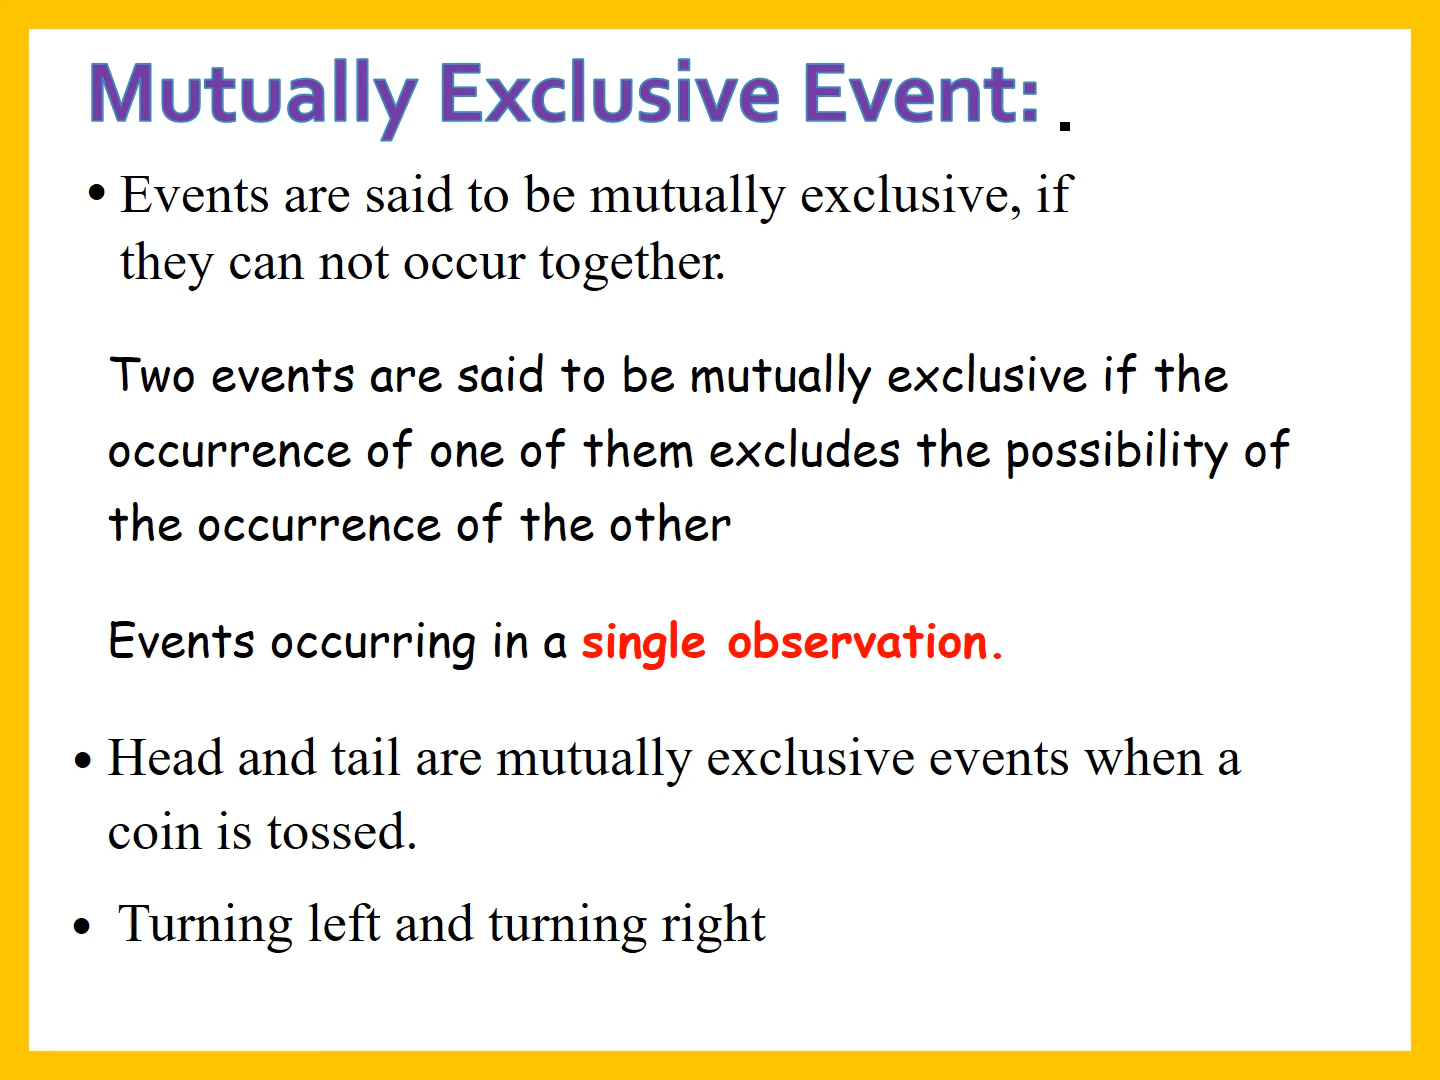 Mutually Exclusive Event: .
• Events are said to be mutually exclusive, if
they can not occur together.
Two events are said to be mutually exclusive if the
occurrence of one of them excludes the possibility of
the occurrence of the other
Events occurring in a single observation.
• Head and tail are mutually exclusive events when a
coin is tossed.
• Turning left and turning right